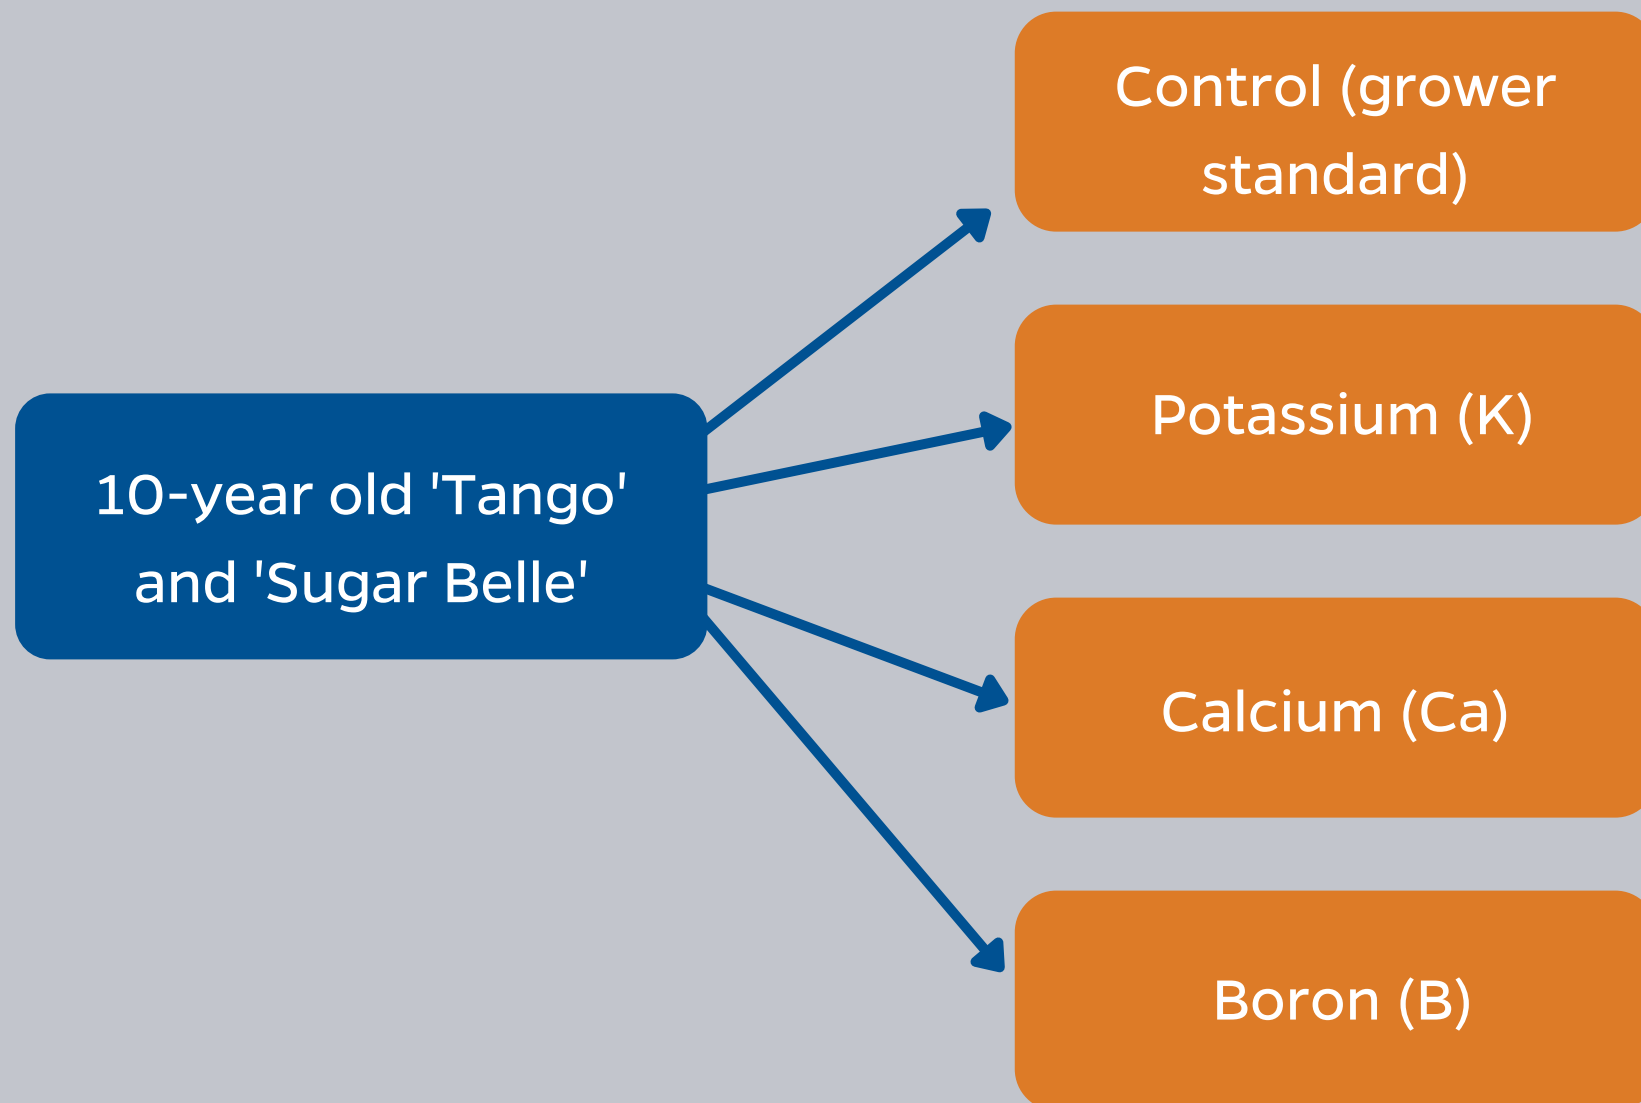 Control (grower
standard)
Potassium (K)
10-year old 'Tango'
and 'Sugar Belle'
Calcium (Ca)
Boron (B)